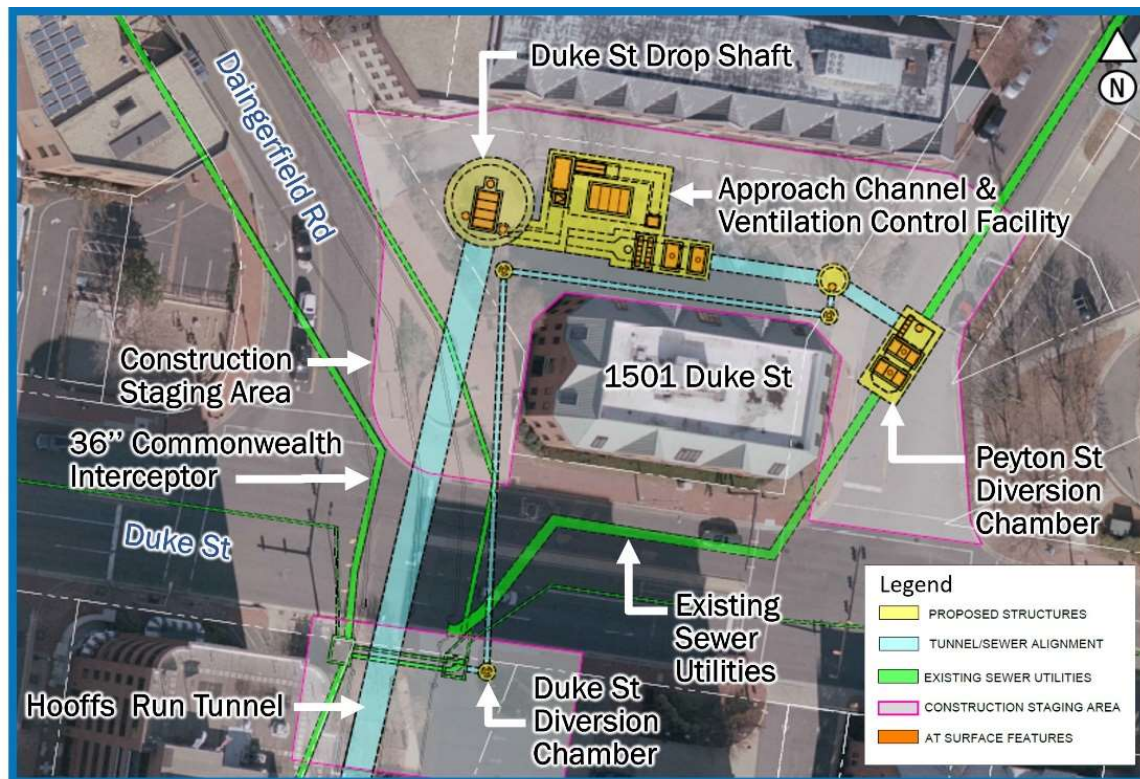 Duke St Drop Shaft
N
Daingerfield Rd
Approach Channel &
Ventilation Control Facility
Construction
Staging Area
1501 Duke St
36’’ Commonwealth
Interceptor
Peyton St
Diversion
Chamber
Duke St
Existing
Sewer
Utilities
Hooffs Run Tunnel
Duke St
Diversion
Chamber
Legend
PROPOSED STRUCTURES
TUNNEL/SEWER ALIGNMENT
EXISTING SEWER UTILITIES
CONSTRUCTION STAGING AREA
AT SURFACE FEATURES